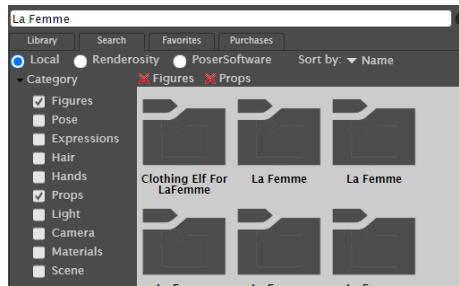 La Femme
Library Search Favorites Purchases
Local Renderosity PoserSoftware Sort by: Name
Category Figures Props
Figures
Pose
Expressions
Hair
Hands
Props
Light
Camera
Materials
Scene
Clothing Elf For LaFemme
La Femme
La Femme